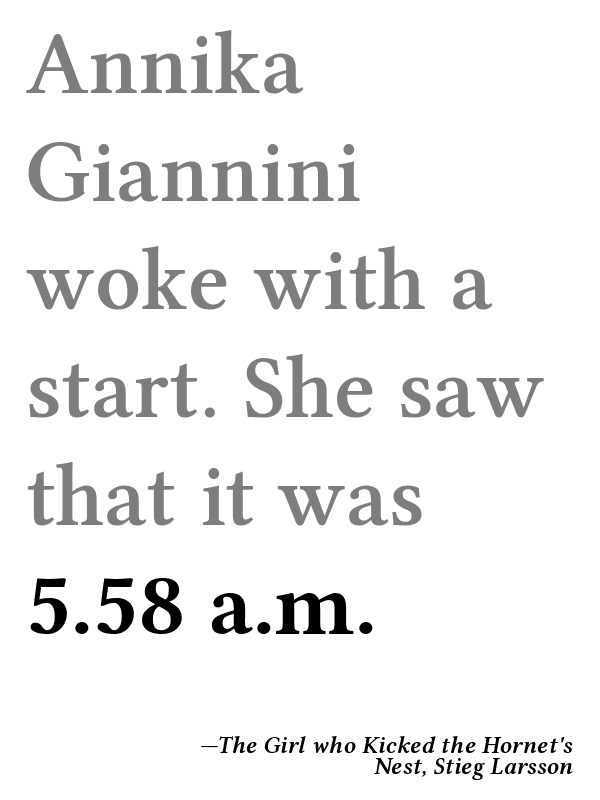 Annika
Giannini
woke with a
start. She saw
that it was
5.58 a.m.
—The Girl who Kicked the Hornet's
Nest, Stieg Larsson